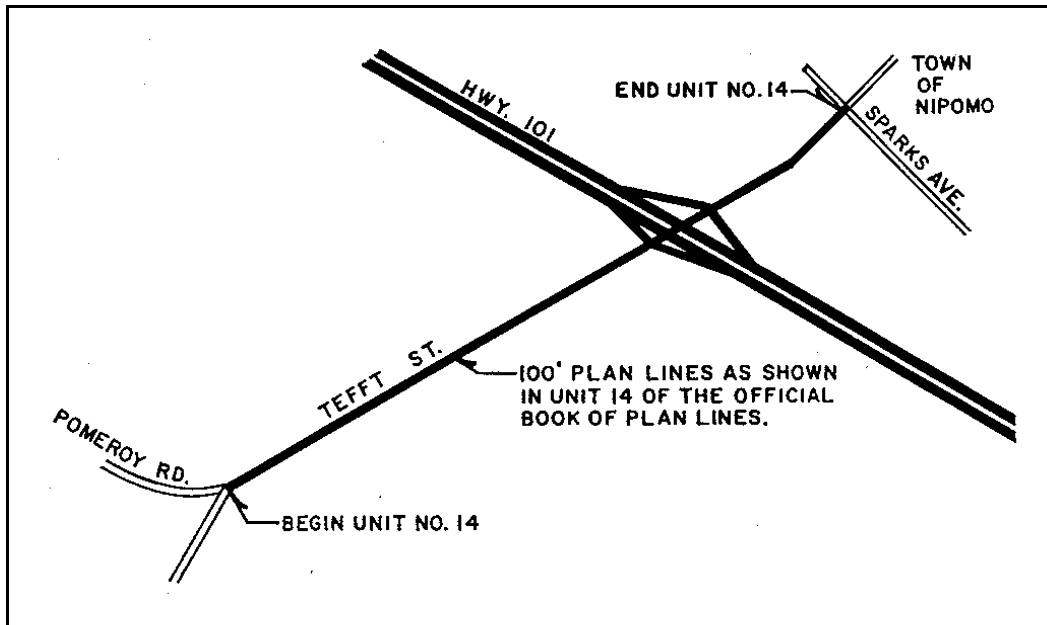 TOWN
OF
NIPOMO
END UNIT NO. 14
HWY. 101
SPARKS AVE.
TEFFT ST.
100' PLAN LINES AS SHOWN
IN UNIT 14 OF THE OFFICIAL
BOOK OF PLAN LINES.
POMEROY RD.
BEGIN UNIT NO. 14